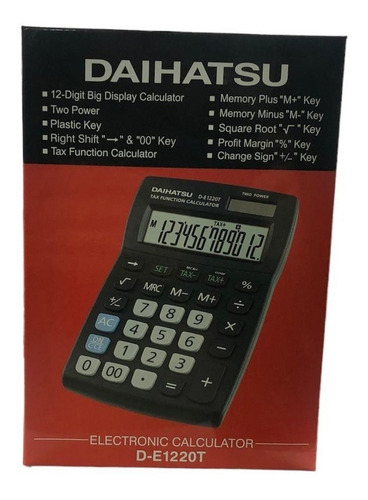 DAIHATSU
▪ 12-Digit Big Display Calculator
▪ Two Power
▪ Plastic Key
▪ Right Shift "→" & "00" Key
▪ Tax Function Calculator
▪ Memory Plus "M+" Key
▪ Memory Minus "M-" Key
▪ Square Root "√" Key
▪ Profit Margin "%" Key
▪ Change Sign "+/-" Key
DAIHATSU D-E1220T
TAX FUNCTION CALCULATOR
TWO POWER
TAX+
M 123456789012
→ SET TAX- TAX+ %
√ MRC M- M+ ÷
+/- 7 8 9 ×
AC 4 5 6 -
1 2 3 +
0 00 · =
ELECTRONIC CALCULATOR
D-E1220T